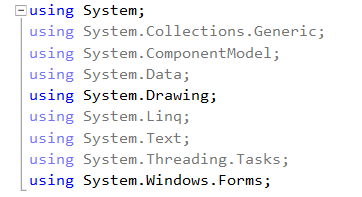 using System;
using System.Collections.Generic;
using System.ComponentModel;
using System.Data;
using System.Drawing;
using System.Linq;
using System.Text;
using System.Threading.Tasks;
using System.Windows.Forms;